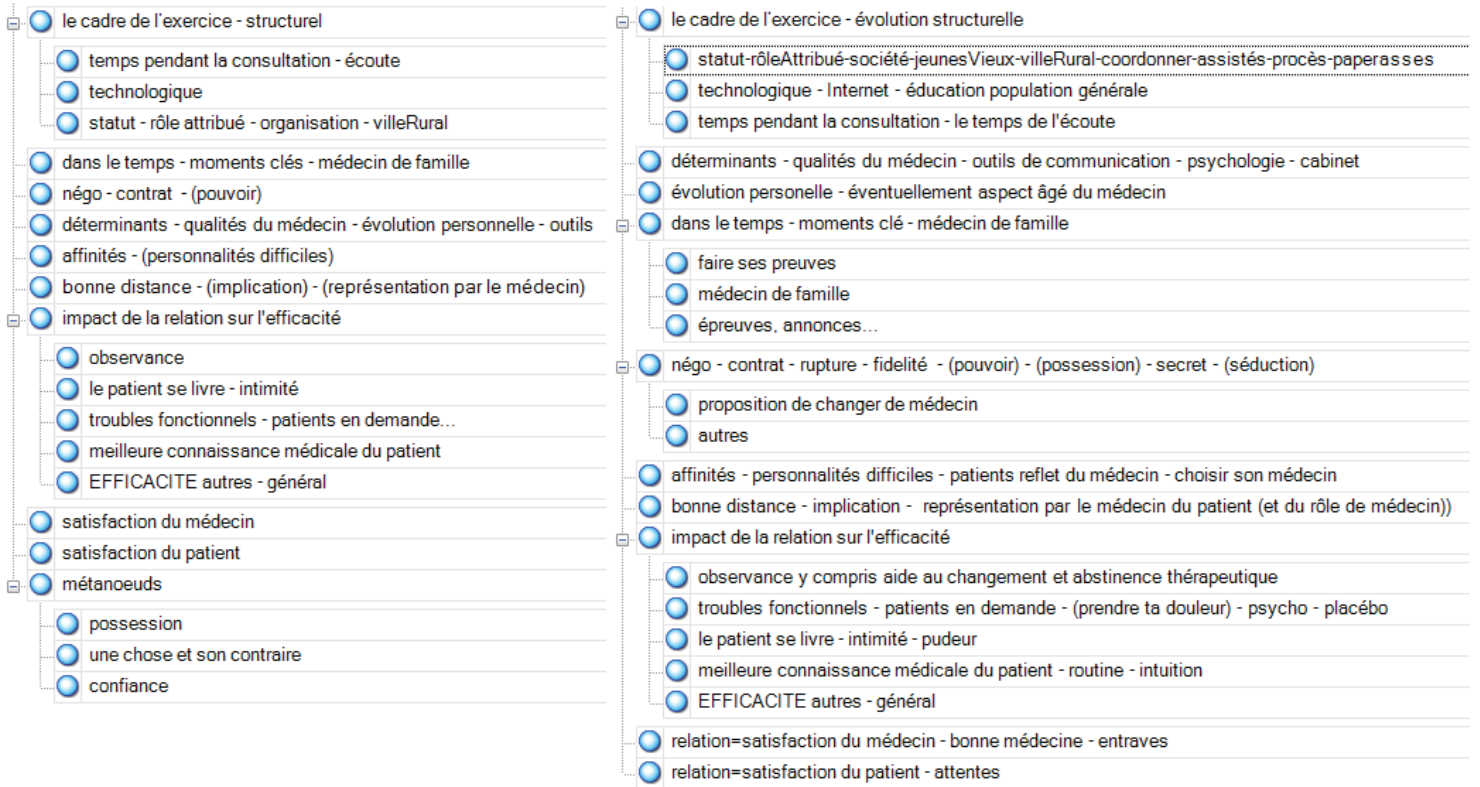 le cadre de l'exercice - structurel
temps pendant la consultation - écoute
technologique
statut - rôle attribué - organisation - villeRural
dans le temps - moments clés - médecin de famille
négo - contrat - (pouvoir)
déterminants - qualités du médecin - évolution personnelle - outils
affinités - (personnalités difficiles)
bonne distance - (implication) - (représentation par le médecin)
impact de la relation sur l'efficacité
observance
le patient se livre - intimité
troubles fonctionnels - patients en demande...
meilleure connaissance médicale du patient
EFFICACITE autres - général
satisfaction du médecin
satisfaction du patient
métanoeuds
possession
une chose et son contraire
confiance
le cadre de l'exercice - évolution structurelle
statut-rôleAttribué-société-jeunesVieux-villeRural-coordonner-assistés-procès-paperasses
technologique - Internet - éducation population générale
temps pendant la consultation - le temps de l'écoute
déterminants - qualités du médecin - outils de communication - psychologie - cabinet
évolution personelle - éventuellement aspect âgé du médecin
dans le temps - moments clé - médecin de famille
faire ses preuves
médecin de famille
épreuves, annonces...
négo - contrat - rupture - fidelité - (pouvoir) - (possession) - secret - (séduction)
proposition de changer de médecin
autres
affinités - personnalités difficiles - patients reflet du médecin - choisir son médecin
bonne distance - implication - représentation par le médecin du patient (et du rôle de médecin))
impact de la relation sur l'efficacité
observance y compris aide au changement et abstinence thérapeutique
troubles fonctionnels - patients en demande - (prendre ta douleur) - psycho - placébo
le patient se livre - intimité - pudeur
meilleure connaissance médicale du patient - routine - intuition
EFFICACITE autres - général
relation=satisfaction du médecin - bonne médecine - entraves
relation=satisfaction du patient - attentes